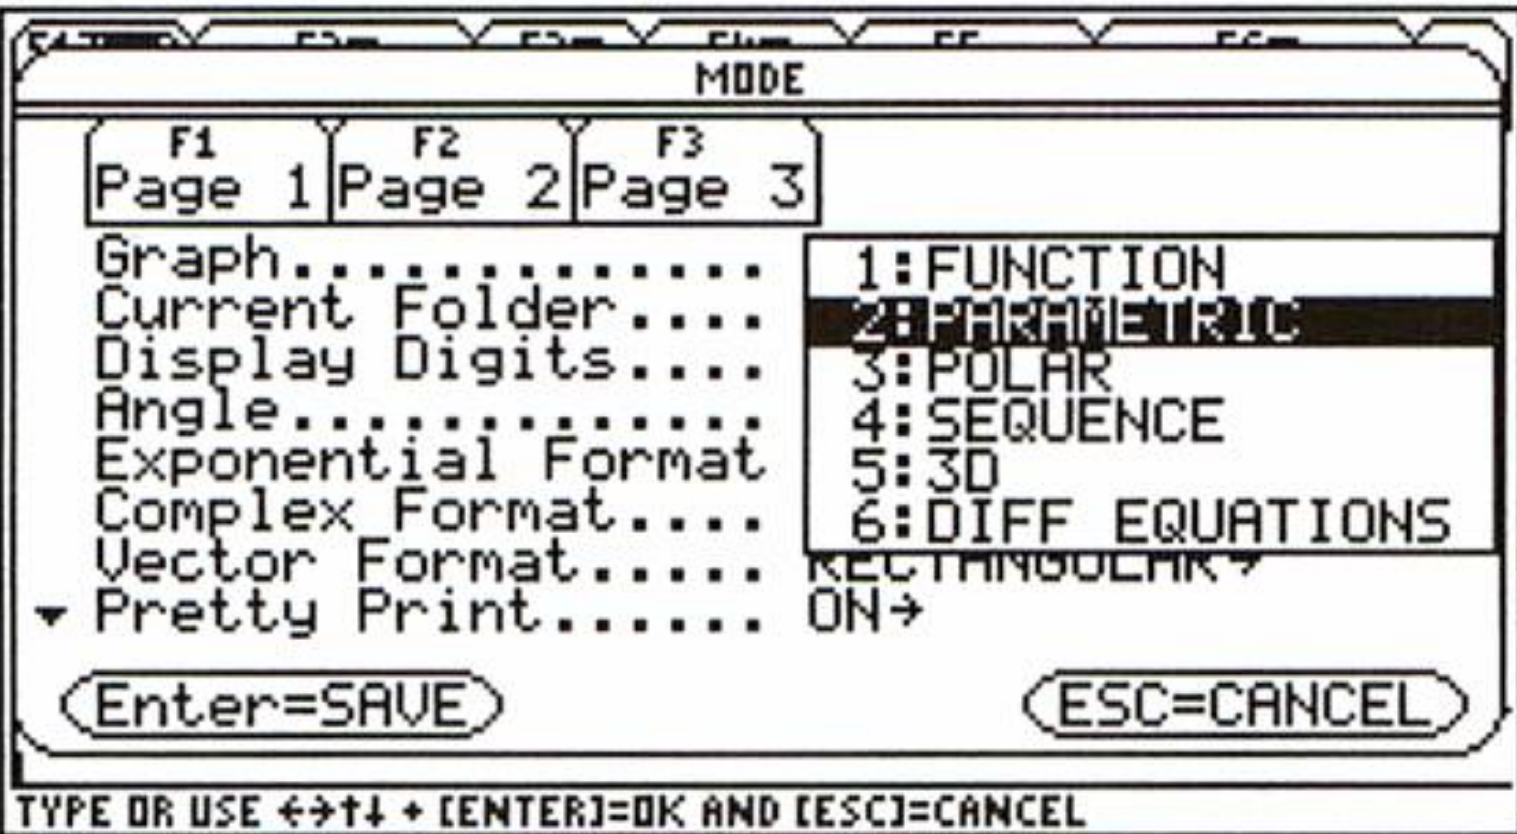 MODE
F1 F2 F3
Page 1 Page 2 Page 3
Graph............. 1:FUNCTION
Current Folder.... 2:PARAMETRIC
Display Digits.... 3:POLAR
Angle............. 4:SEQUENCE
Exponential Format 5:3D
Complex Format.... 6:DIFF EQUATIONS
Vector Format..... RECTANGULAR→
Pretty Print...... ON→
Enter=SAVE ESC=CANCEL
TYPE OR USE ←→↑↓ + [ENTER]=OK AND [ESC]=CANCEL